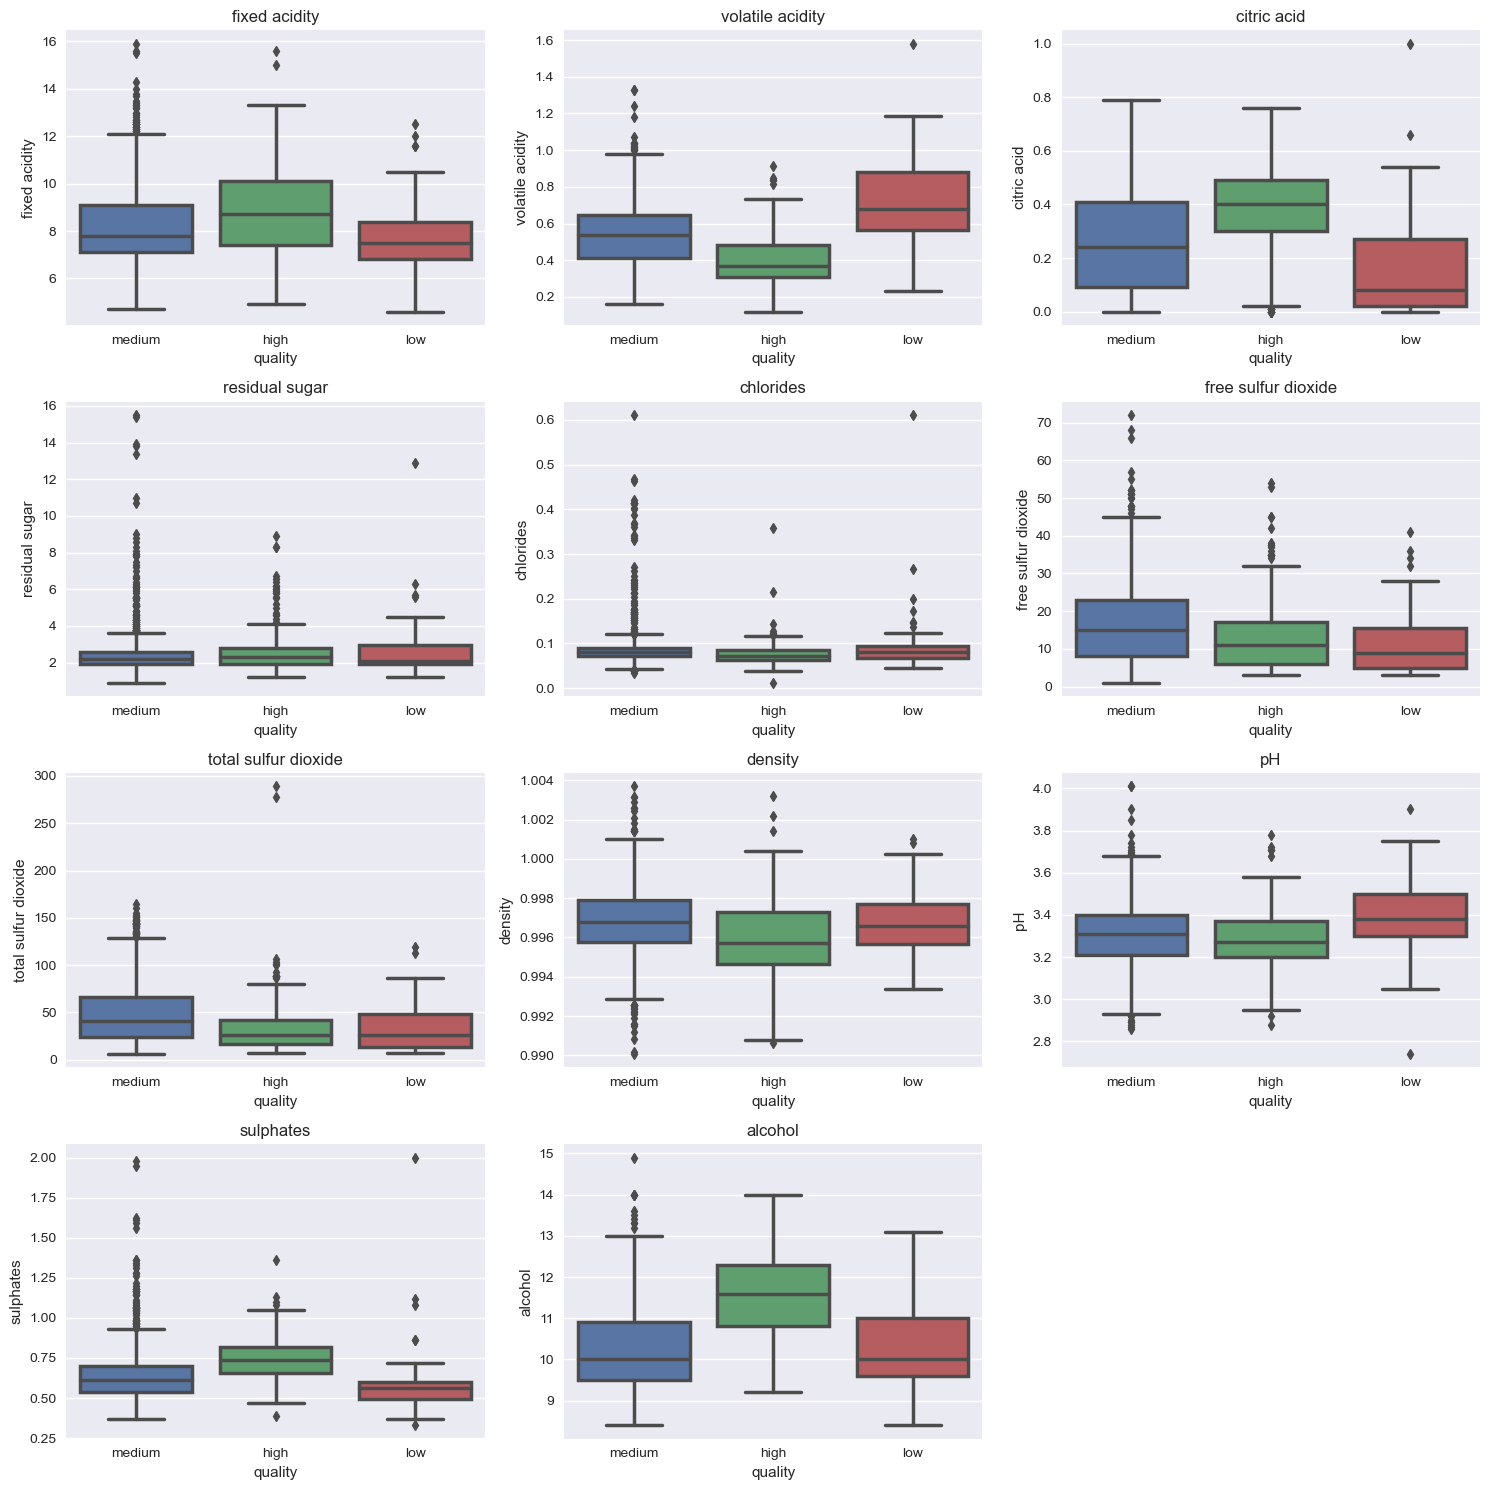 fixed acidity
fixed acidity
16
14
12
10
8
6
medium high low
quality
volatile acidity
volatile acidity
1.6
1.4
1.2
1.0
0.8
0.6
0.4
0.2
medium high low
quality
citric acid
citric acid
1.0
0.8
0.6
0.4
0.2
0.0
medium high low
quality
residual sugar
residual sugar
16
14
12
10
8
6
4
2
medium high low
quality
chlorides
chlorides
0.6
0.5
0.4
0.3
0.2
0.1
0.0
medium high low
quality
free sulfur dioxide
free sulfur dioxide
70
60
50
40
30
20
10
0
medium high low
quality
total sulfur dioxide
total sulfur dioxide
300
250
200
150
100
50
0
medium high low
quality
density
density
1.004
1.002
1.000
0.998
0.996
0.994
0.992
0.990
medium high low
quality
pH
pH
4.0
3.8
3.6
3.4
3.2
3.0
2.8
medium high low
quality
sulphates
sulphates
2.00
1.75
1.50
1.25
1.00
0.75
0.50
0.25
medium high low
quality
alcohol
alcohol
15
14
13
12
11
10
9
medium high low
quality